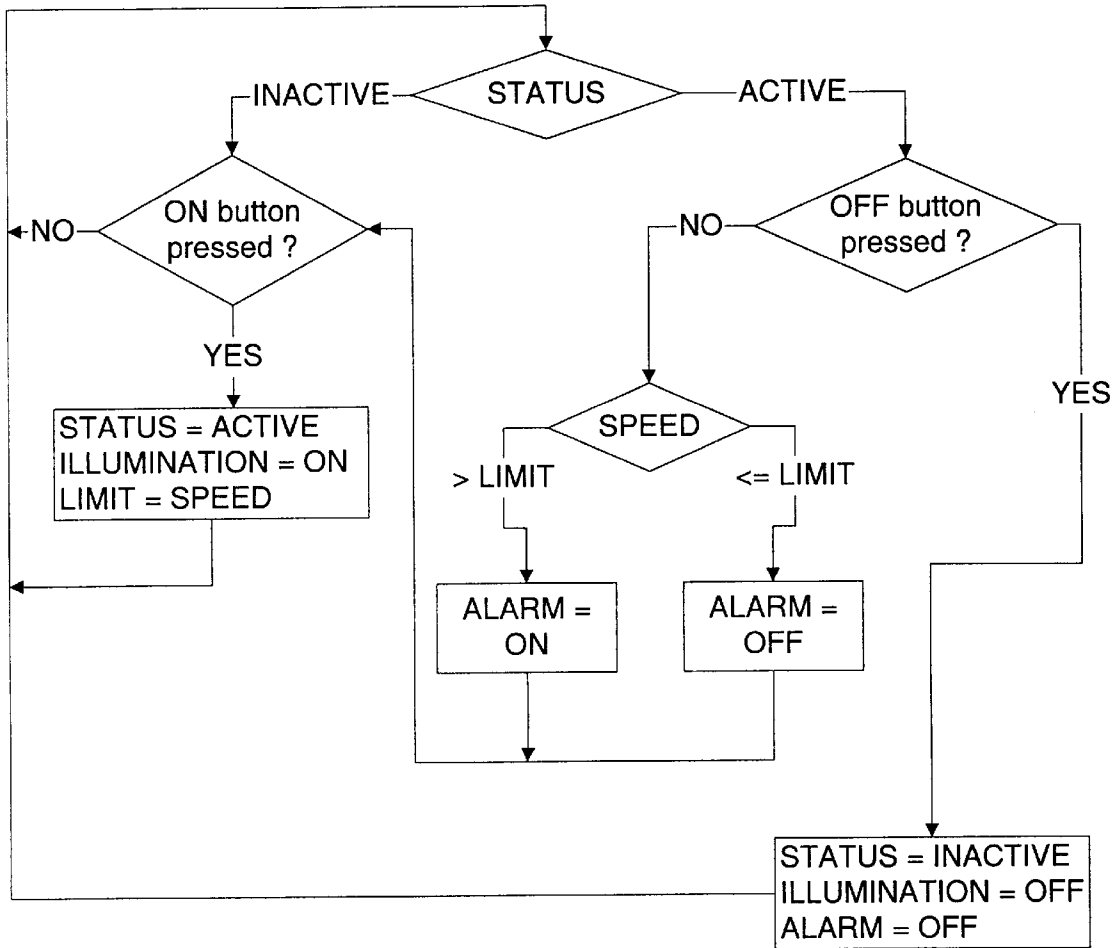 STATUS
INACTIVE
ACTIVE
ON button
pressed ?
NO
OFF button
pressed ?
NO
YES
YES
STATUS = ACTIVE
ILLUMINATION = ON
LIMIT = SPEED
SPEED
> LIMIT
<= LIMIT
ALARM =
ON
ALARM =
OFF
STATUS = INACTIVE
ILLUMINATION = OFF
ALARM = OFF